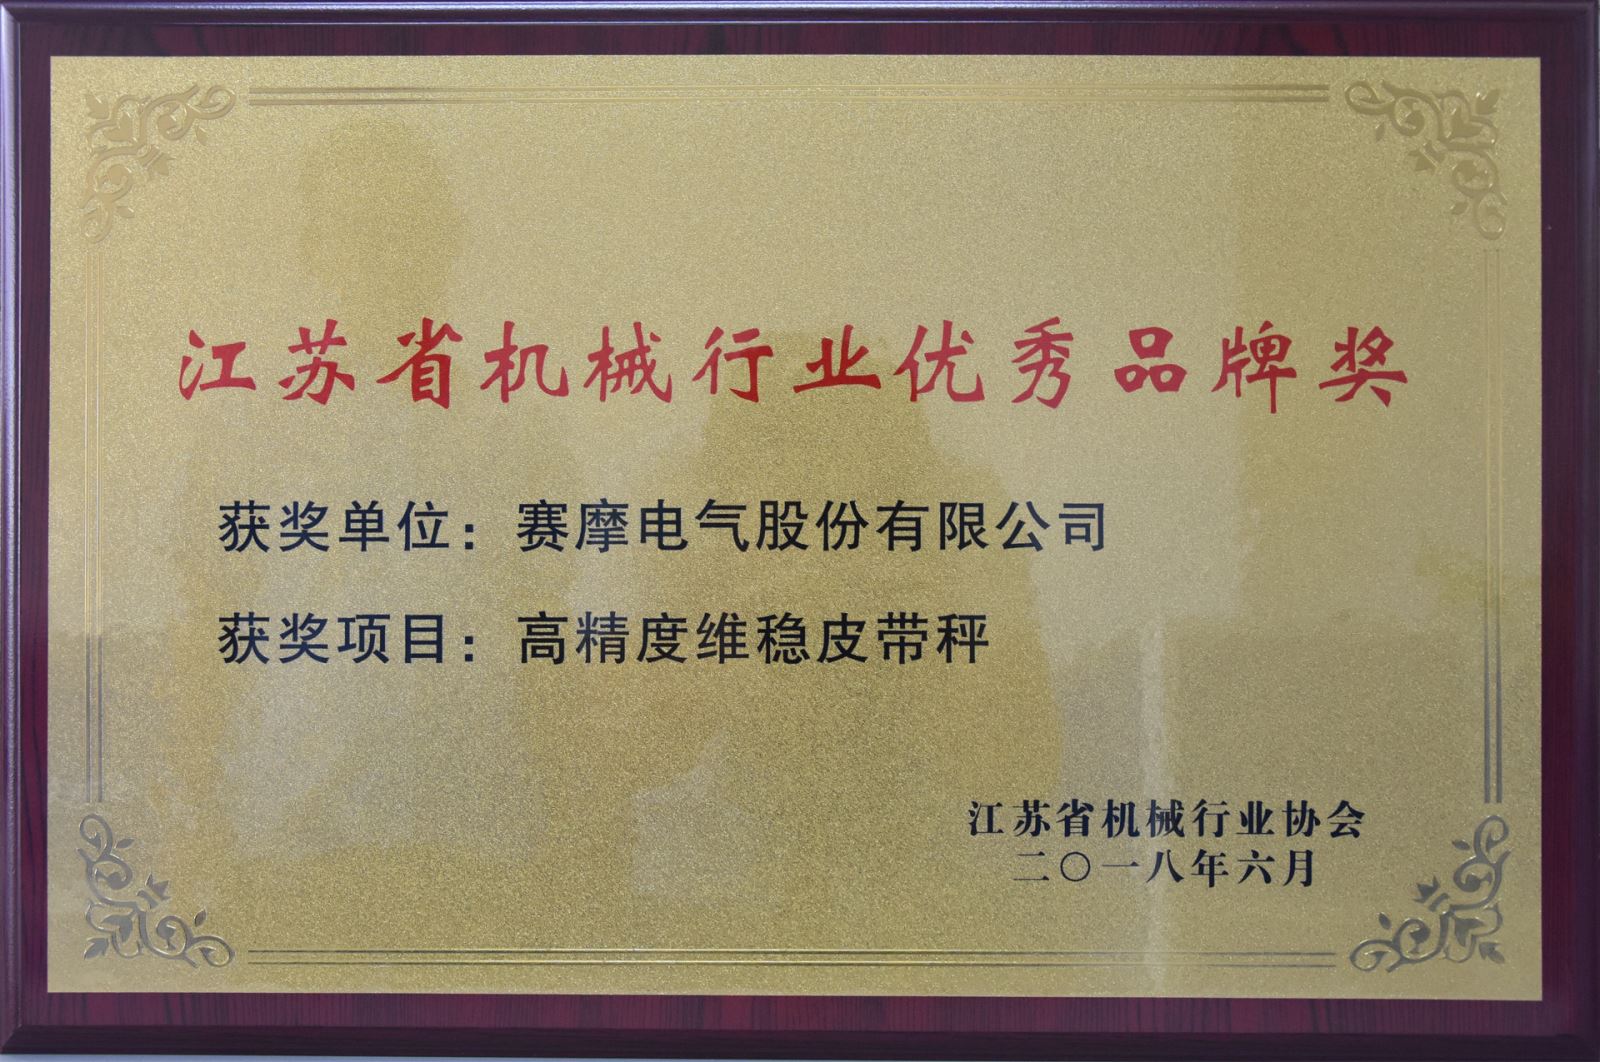 江苏省机械行业优秀品牌奖
获奖单位：赛摩电气股份有限公司
获奖项目：高精度维稳皮带秤
江苏省机械行业协会
二〇一八年六月